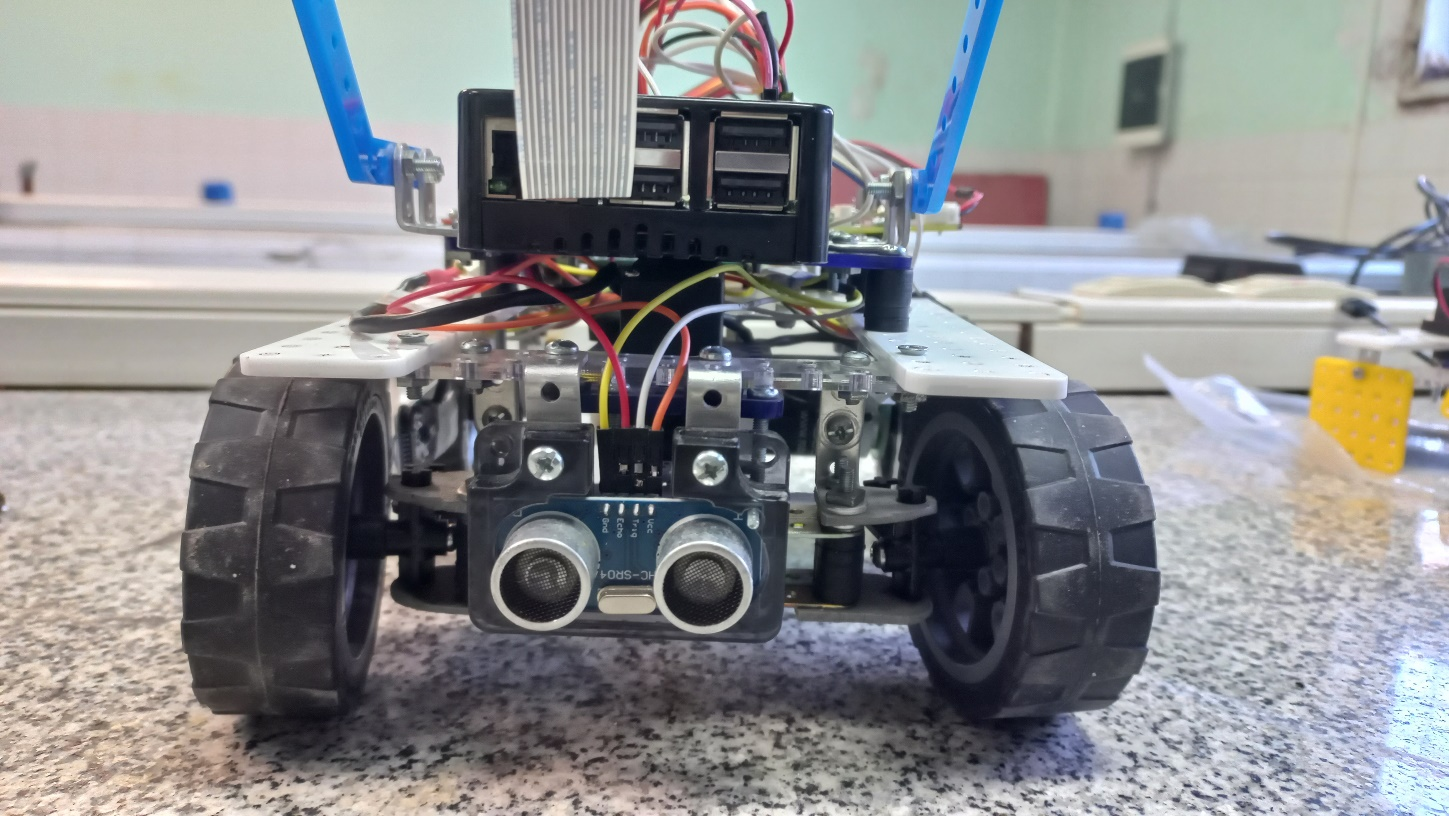 Vcc
Trig
Echo
Gnd
HC-SR04